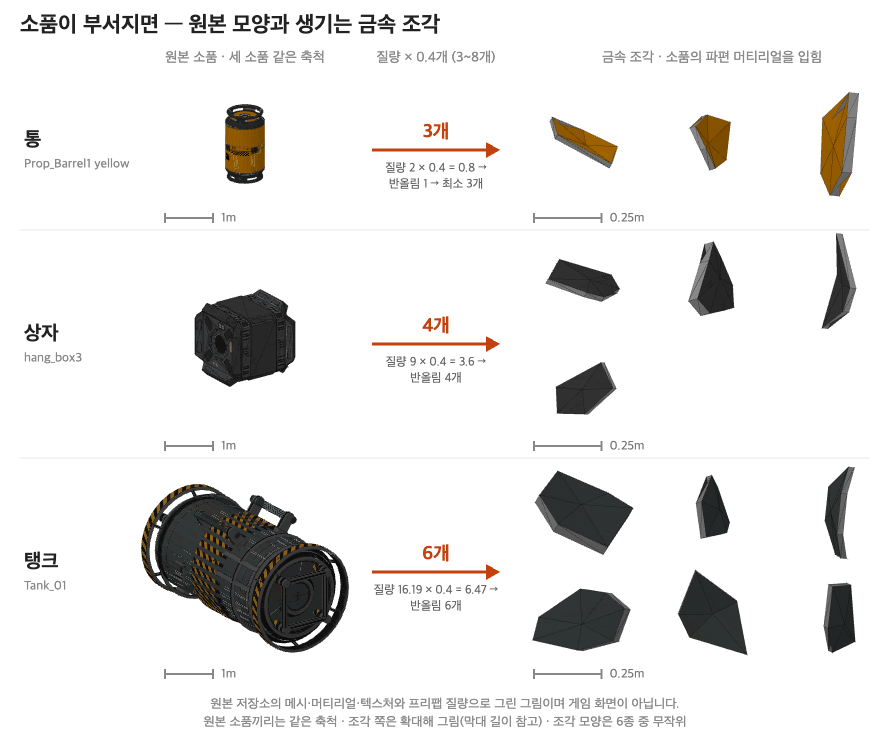 소품이 부서지면 — 원본 모양과 생기는 금속 조각
원본 소품 · 세 소품 같은 축척
질량 × 0.4개 (3~8개)
금속 조각 · 소품의 파편 머티리얼을 입힘
통
Prop_Barrel1 yellow
3개
질량 2 × 0.4 = 0.8 →
반올림 1 → 최소 3개
1m
0.25m
상자
hang_box3
4개
질량 9 × 0.4 = 3.6 →
반올림 4개
1m
0.25m
탱크
Tank_01
6개
질량 16.19 × 0.4 = 6.47 →
반올림 6개
1m
0.25m
원본 저장소의 메시·머티리얼·텍스처와 프리팹 질량으로 그린 그림이며 게임 화면이 아닙니다.
원본 소품끼리는 같은 축척 · 조각 쪽은 확대해 그림(막대 길이 참고) · 조각 모양은 6종 중 무작위